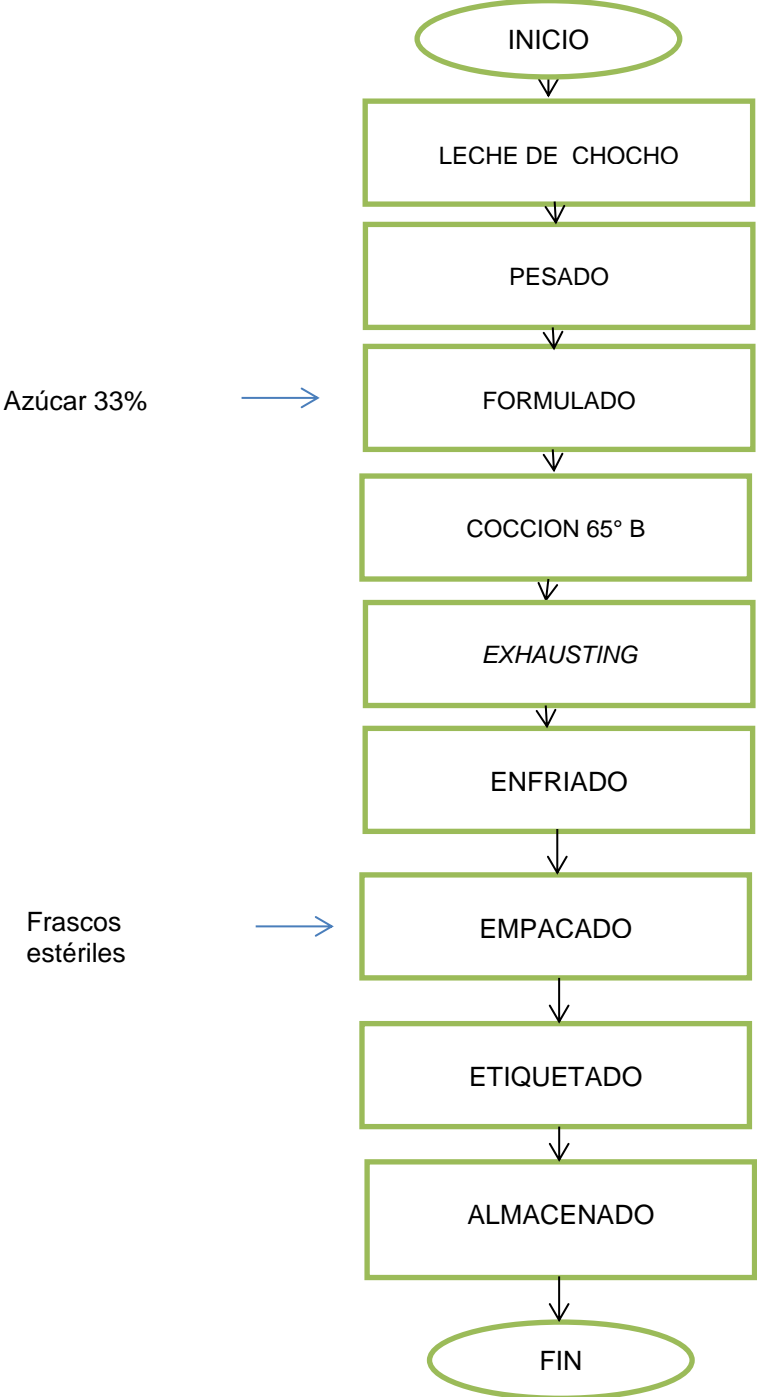 INICIO
LECHE DE CHOCHO
PESADO
Azúcar 33%
FORMULADO
COCCION 65° B
EXHAUSTING
ENFRIADO
Frascos
estériles
EMPACADO
ETIQUETADO
ALMACENADO
FIN